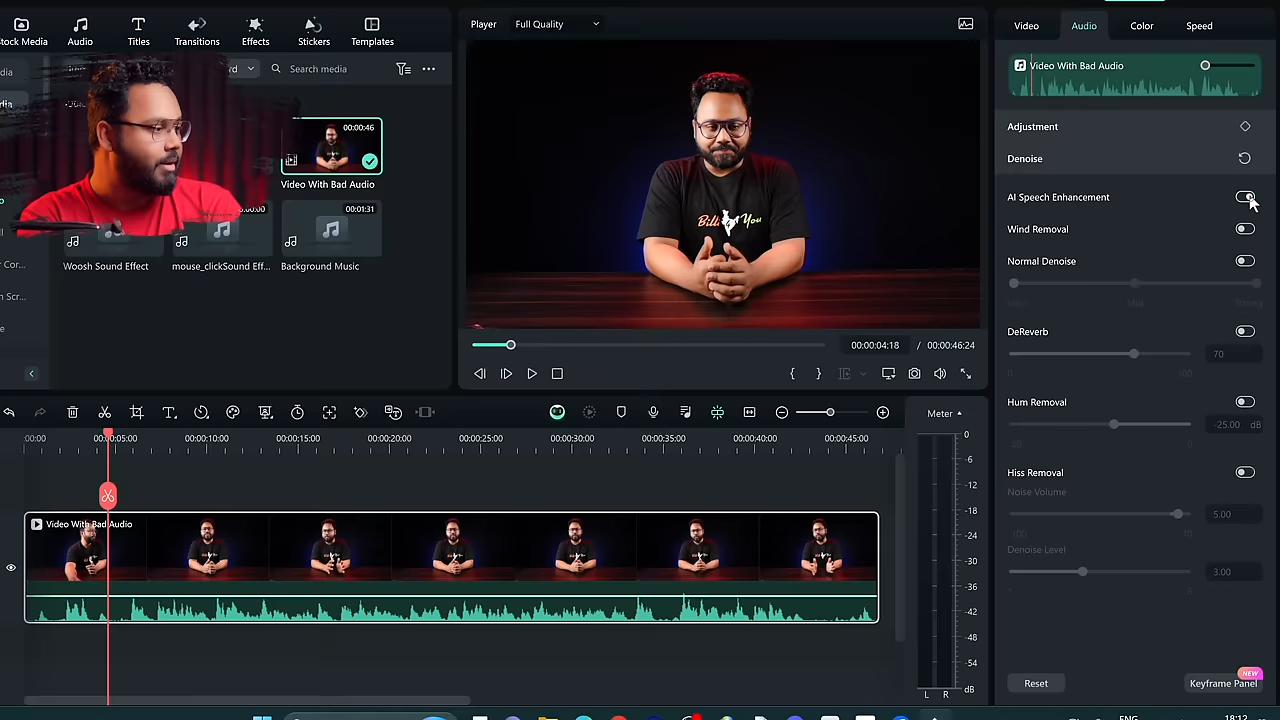 Stock Media
Audio
Titles
Transitions
Effects
Stickers
Templates
Player
Full Quality
Video
Audio
Color
Speed
Search media
Video With Bad Audio
00:00:46
Video With Bad Audio
00:01:31
Woosh Sound Effect
mouse_clickSound Eff...
Background Music
00:00:04:18 / 00:00:46:24
Adjustment
Denoise
AI Speech Enhancement
Wind Removal
Normal Denoise
DeReverb
70
0
100
Hum Removal
-25.00 dB
Hiss Removal
Noise Volume
5.00
Denoise Level
3.00
Reset
NEW
Keyframe Panel
Meter
:00:00
00:00:05:00
00:00:10:00
00:00:15:00
00:00:20:00
00:00:25:00
00:00:30:00
00:00:35:00
00:00:40:00
00:00:45:00
Video With Bad Audio
0
-6
-12
-18
-24
-30
-36
-42
-48
-54
dB
L R
ENG
18:12